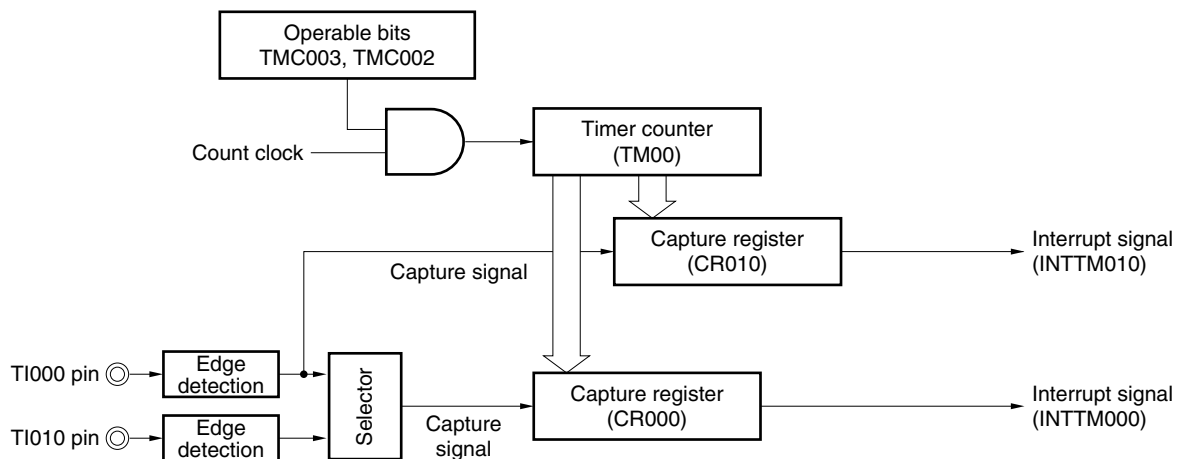 Operable bits
TMC003, TMC002
Count clock
Timer counter
(TM00)
Capture register
(CR010)
Interrupt signal
(INTTM010)
Capture signal
TI000 pin
Edge
detection
Selector
Capture register
(CR000)
Interrupt signal
(INTTM000)
TI010 pin
Edge
detection
Capture
signal